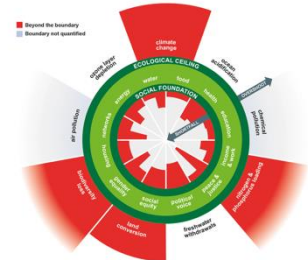 Beyond the boundary
Boundary not quantified
climate
change
ozone layer
depletion
ocean
acidification
ECOLOGICAL CEILING
OVERSHOOT
air pollution
chemical
pollution
SOCIAL FOUNDATION
SHORTFALL
water
food
energy
health
networks
education
housing
income
& work
gender
equality
peace &
justice
social
equity
political
voice
biodiversity
loss
nitrogen &
phosphorus loading
land
conversion
freshwater
withdrawals